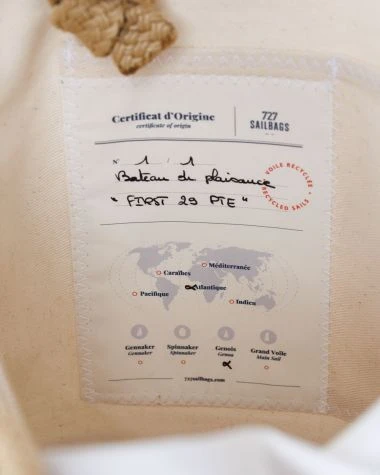 Certificat d'Origine
certificate of origin
727
SAILBAGS
N° 1 / 1
Bateau de plaisance
" FIRST 29 PTE "
VOILE RECYCLÉE
RECYCLED SAILS
Méditerranée
Caraïbes
Atlantique
Pacifique
Indien
Gennaker
Gennaker
Spinnaker
Spinnaker
Génois
Genoa
Grand Voile
Main Sail
727sailbags.com